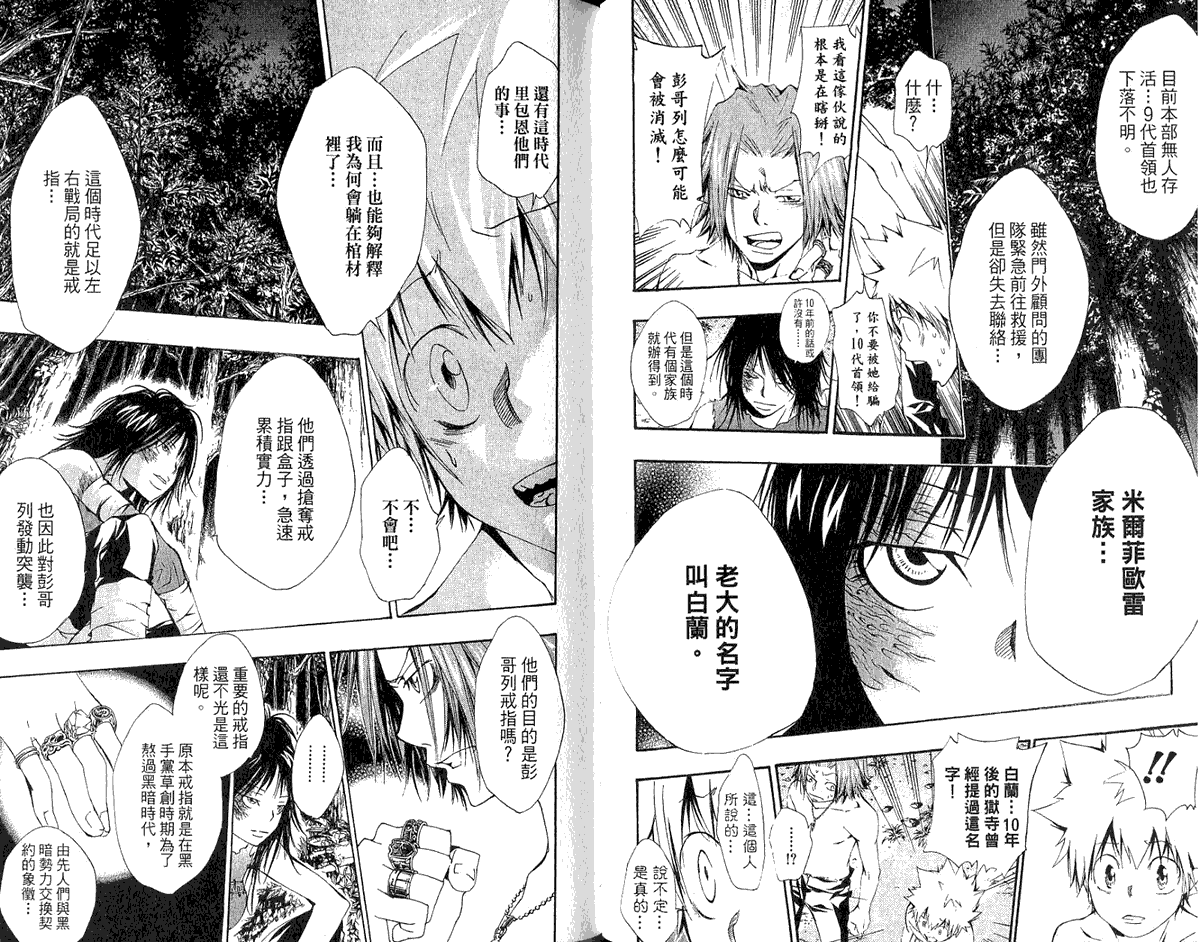 目前本部無人存
活…9代首領也
下落不明。
雖然門外顧問的團
隊緊急前往救援，
但是卻失去聯絡…
什…
什麼？
我看這傢伙說的
根本是在瞎掰！
彭哥列怎麼可能
會被消滅！
你不要被她給騙
了，10代首領！
10年前的話或
許沒有……
但是這個時
代有個家族
就辦得到。
米爾菲歐雷
家族…
老大的名字
叫白蘭。
!!
白蘭…10年
後的獄寺曾
經提過這名
字！
……!?
這…這個人
所說的…
說不定…
是真的…
還有這時代
里包恩他們
的事…
而且…也能夠解釋
我為何會躺在棺材
裡了…
這個時代足以左
右戰局的就是戒
指…
不…
不會吧…
他們透過搶奪戒
指跟盒子，急速
累積實力…
也因此對彭哥
列發動突襲…
他們的目的是彭
哥列戒指嗎？
………
重要的戒指
還不光是這
樣呢。
原本戒指就是在黑
手黨草創時期為了
熬過黑暗時代，
由先人們與黑
暗勢力交換契
約的象徵…